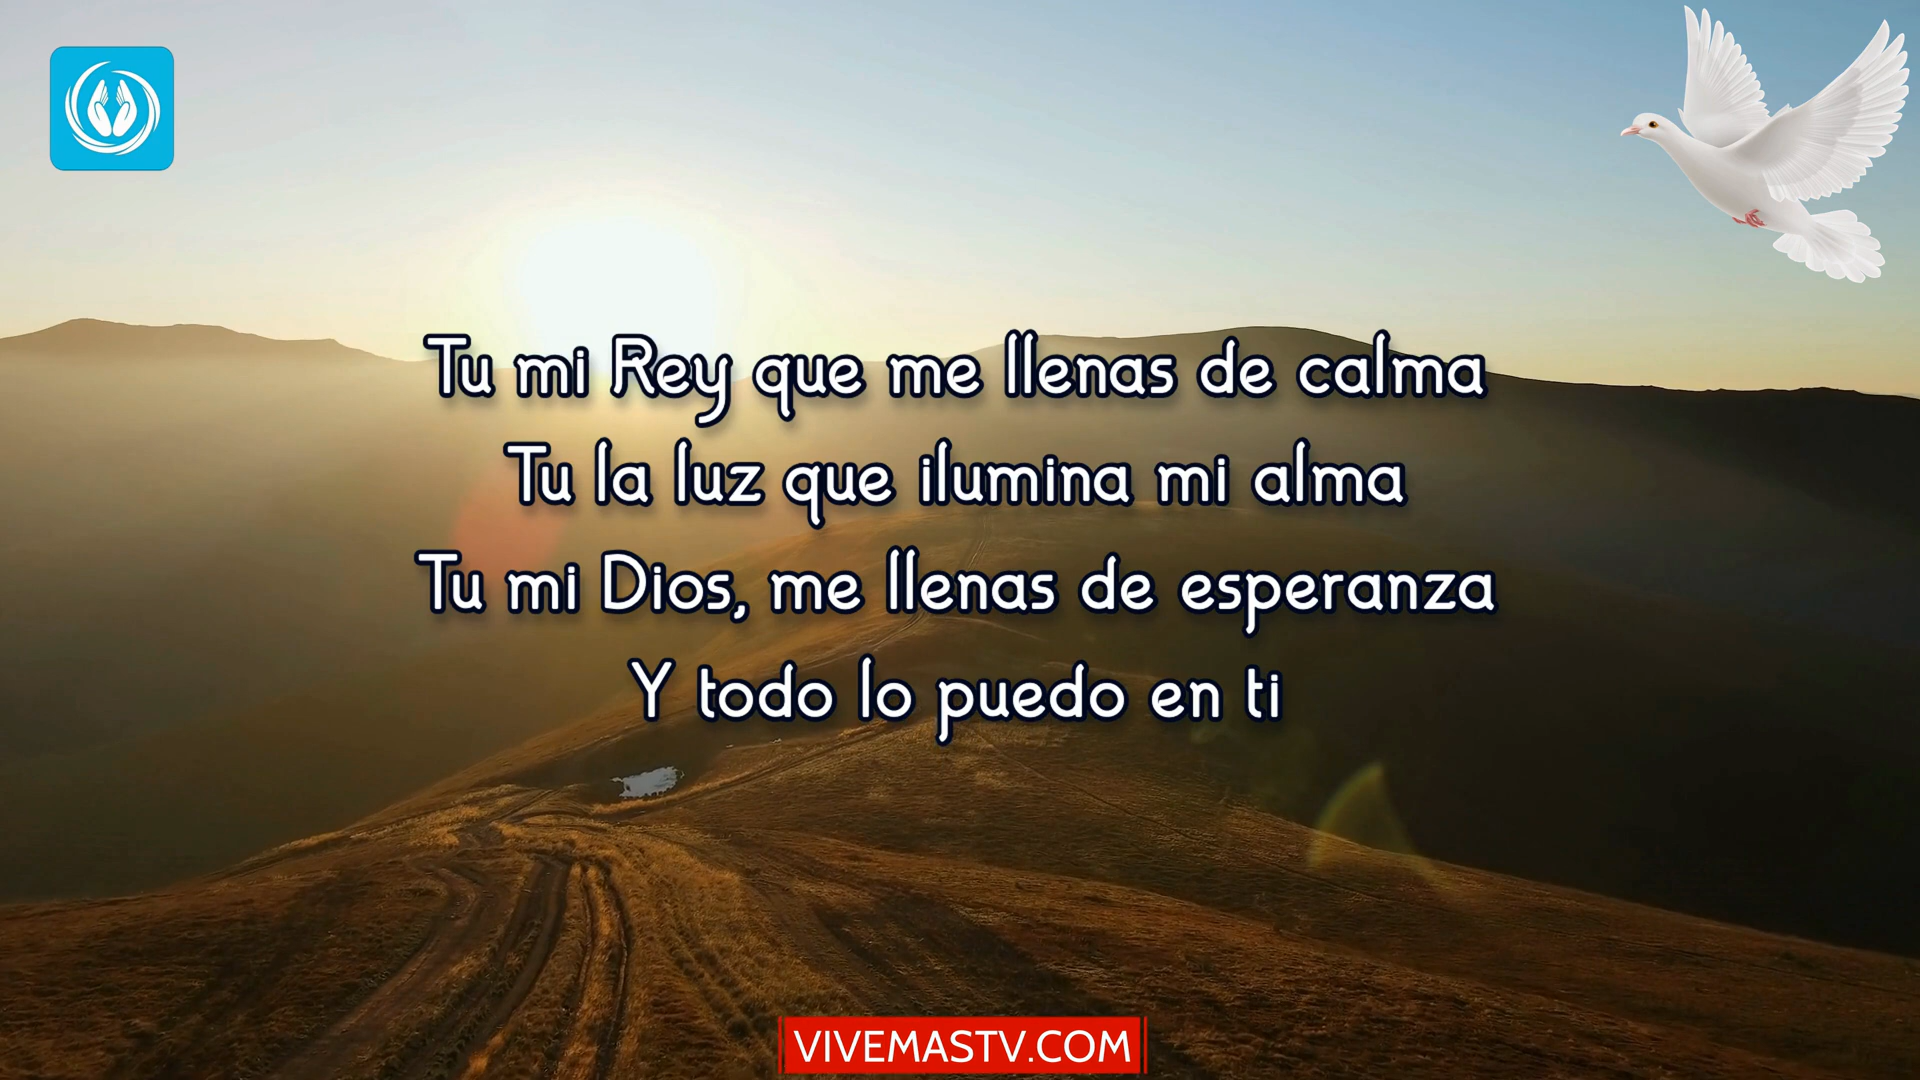 Tu mi Rey que me llenas de calma
Tu la luz que ilumina mi alma
Tu mi Dios, me llenas de esperanza
Y todo lo puedo en ti
VIVEMASTV.COM